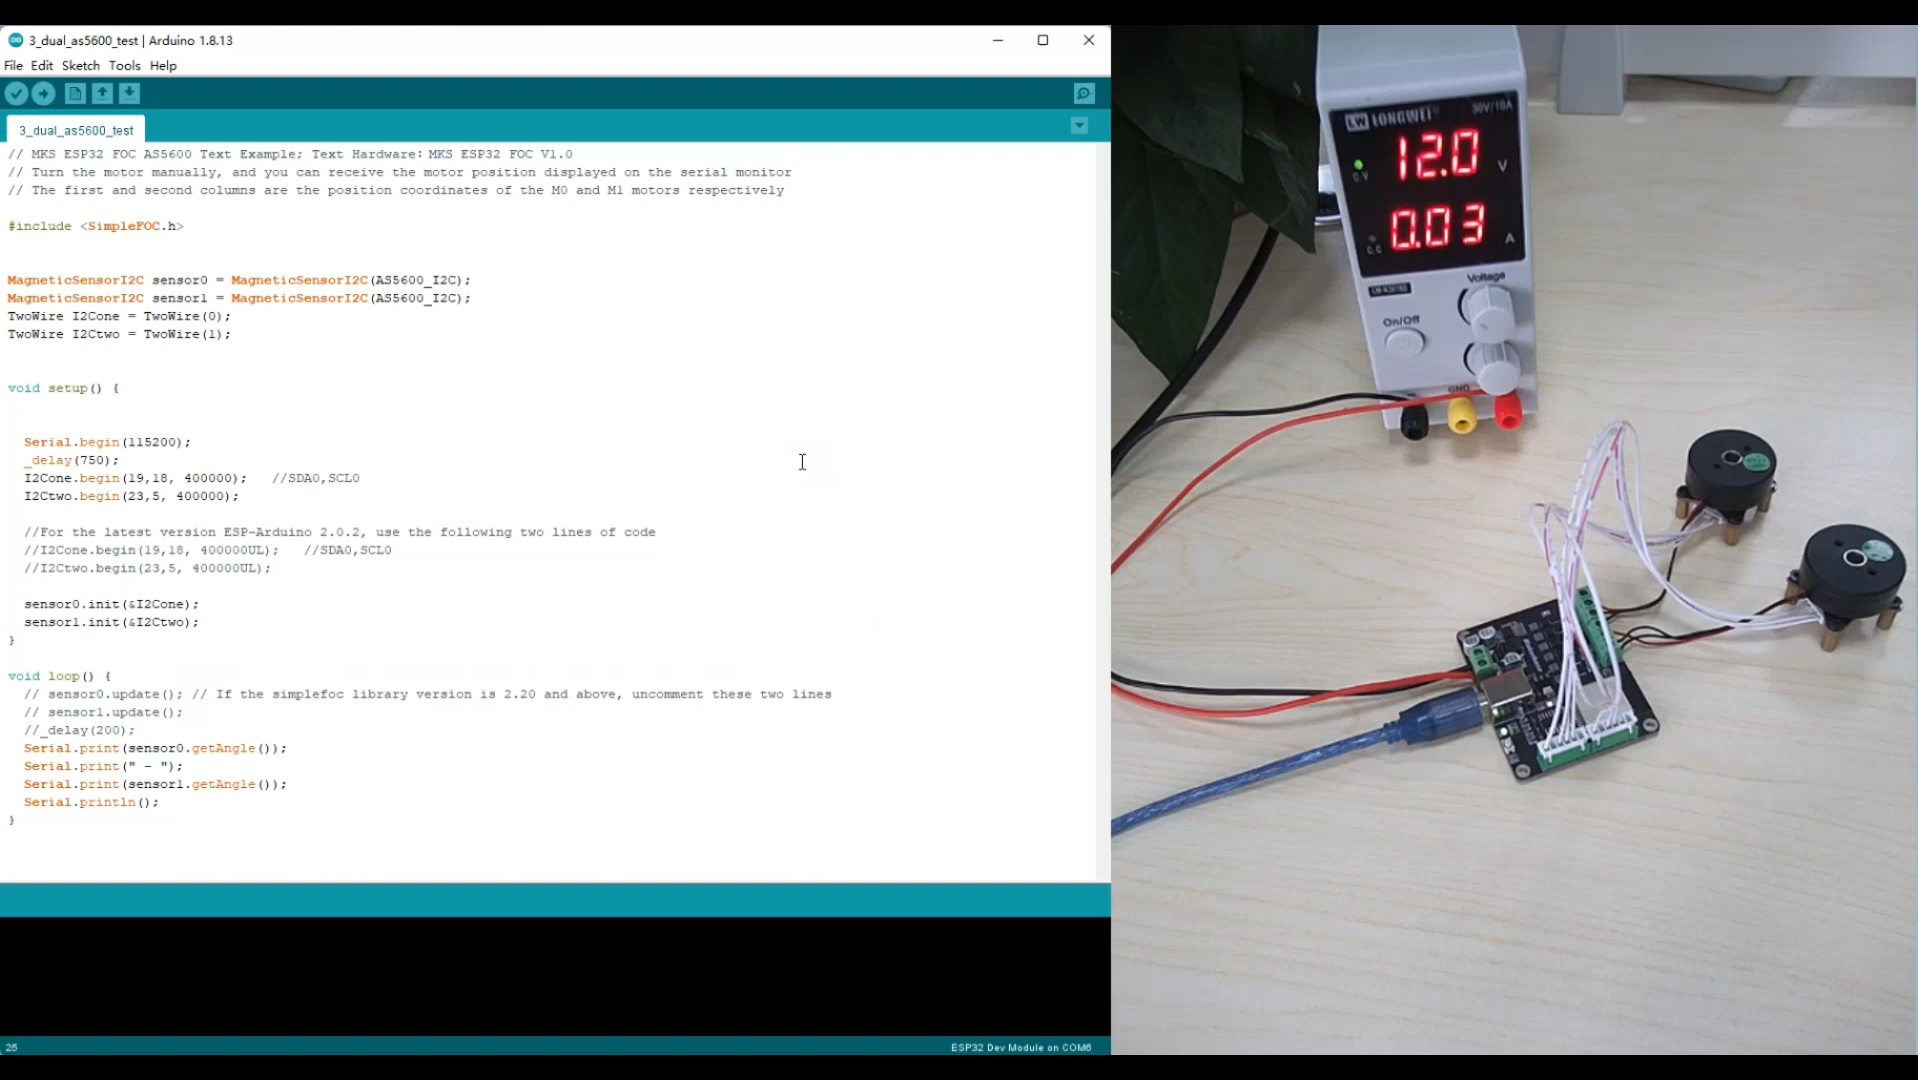 3_dual_as5600_test | Arduino 1.8.13
File Edit Sketch Tools Help
3_dual_as5600_test
// MKS ESP32 FOC AS5600 Text Example; Text Hardware：MKS ESP32 FOC V1.0
// Turn the motor manually, and you can receive the motor position displayed on the serial monitor
// The first and second columns are the position coordinates of the M0 and M1 motors respectively
#include <SimpleFOC.h>
MagneticSensorI2C sensor0 = MagneticSensorI2C(AS5600_I2C);
MagneticSensorI2C sensor1 = MagneticSensorI2C(AS5600_I2C);
TwoWire I2Cone = TwoWire(0);
TwoWire I2Ctwo = TwoWire(1);
void setup() {
Serial.begin(115200);
_delay(750);
I2Cone.begin(19,18, 400000);   //SDA0,SCL0
I2Ctwo.begin(23,5, 400000);
//For the latest version ESP-Arduino 2.0.2, use the following two lines of code
//I2Cone.begin(19,18, 400000UL);   //SDA0,SCL0
//I2Ctwo.begin(23,5, 400000UL);
sensor0.init(&I2Cone);
sensor1.init(&I2Ctwo);
}
void loop() {
// sensor0.update(); // If the simplefoc library version is 2.20 and above, uncomment these two lines
// sensor1.update();
//_delay(200);
Serial.print(sensor0.getAngle());
Serial.print(" - ");
Serial.print(sensor1.getAngle());
Serial.println();
}
25
ESP32 Dev Module on COM6
LW LONGWEI
30V/10A
12.0 V
C.V
0.03 A
C.C
Voltage
On/Off
GND